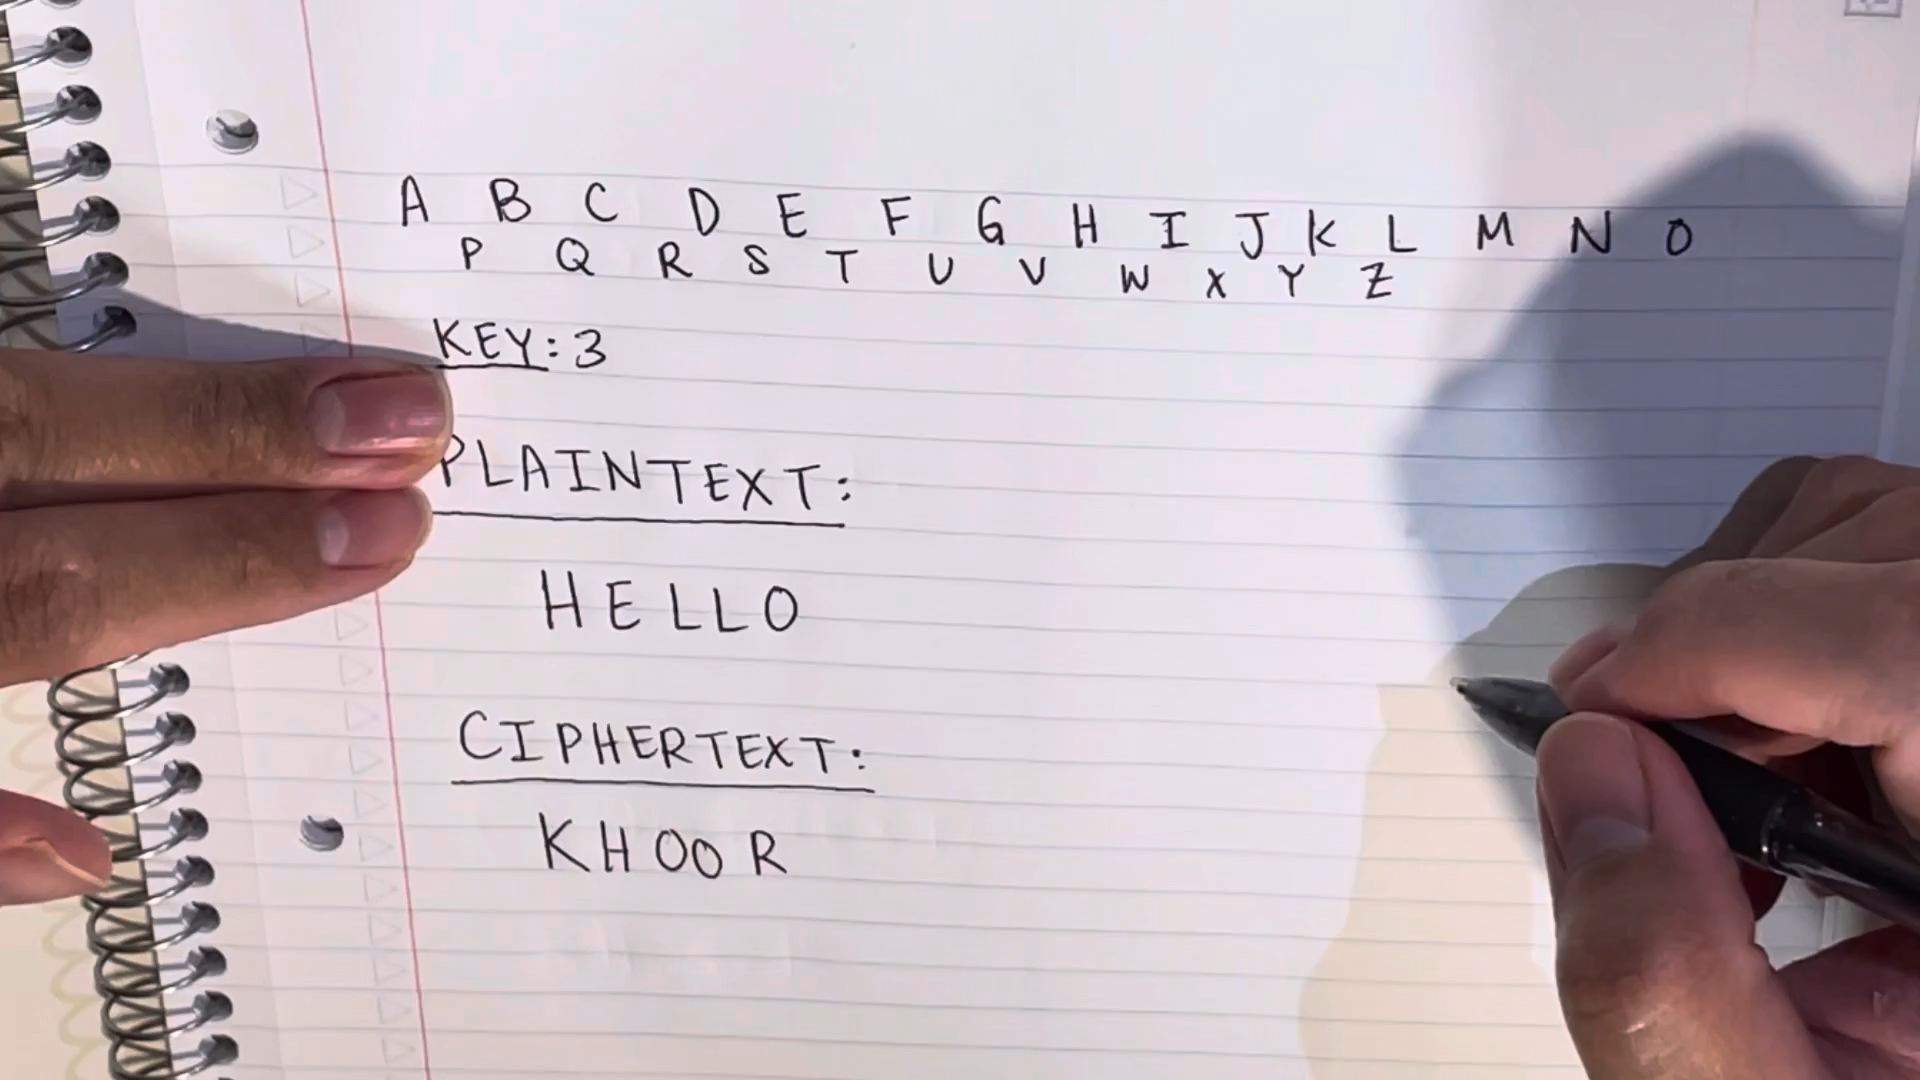 A B C D E F G H I J K L M N O
P Q R S T U V W X Y Z
KEY: 3
PLAINTEXT:
HELLO
CIPHERTEXT:
KHOOR